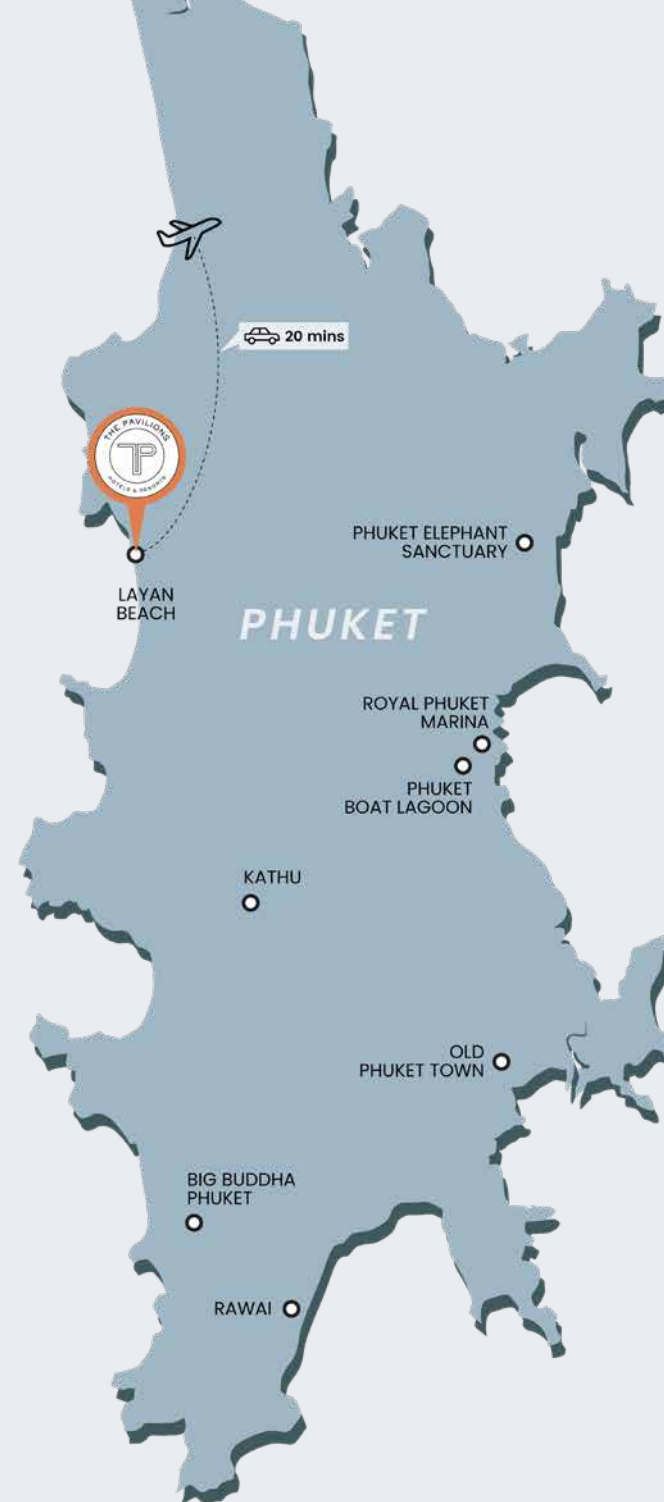 20 mins
THE PAVILIONS
TP
HOTELS & RESORTS
LAYAN
BEACH
PHUKET ELEPHANT
SANCTUARY
PHUKET
ROYAL PHUKET
MARINA
PHUKET
BOAT LAGOON
KATHU
OLD
PHUKET TOWN
BIG BUDDHA
PHUKET
RAWAI